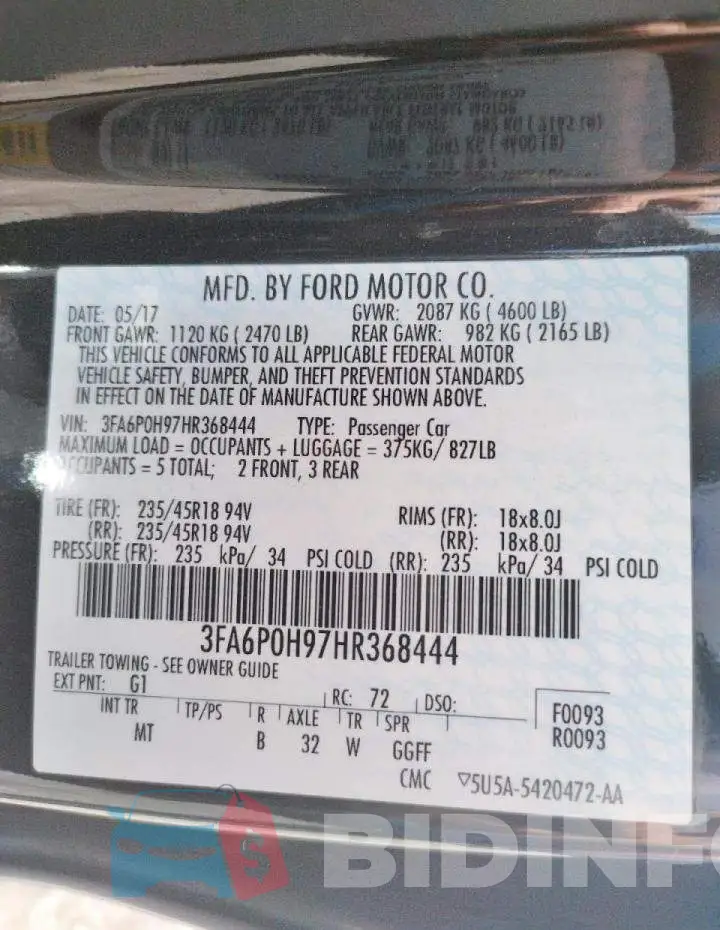 MFD. BY FORD MOTOR CO.
DATE: 05/17 GVWR: 2087 KG ( 4600 LB)
FRONT GAWR: 1120 KG ( 2470 LB) REAR GAWR: 982 KG ( 2165 LB)
THIS VEHICLE CONFORMS TO ALL APPLICABLE FEDERAL MOTOR
VEHICLE SAFETY, BUMPER, AND THEFT PREVENTION STANDARDS
IN EFFECT ON THE DATE OF MANUFACTURE SHOWN ABOVE.
VIN: 3FA6P0H97HR368444 TYPE: Passenger Car
MAXIMUM LOAD = OCCUPANTS + LUGGAGE = 375KG/ 827LB
OCCUPANTS = 5 TOTAL; 2 FRONT, 3 REAR
TIRE (FR): 235/45R18 94V RIMS (FR): 18x8.0J
(RR): 235/45R18 94V (RR): 18x8.0J
PRESSURE (FR): 235 kPa/ 34 PSI COLD (RR): 235 kPa/ 34 PSI COLD
3FA6P0H97HR368444
TRAILER TOWING - SEE OWNER GUIDE
EXT PNT: G1 RC: 72 DSO:
INT TR TP/PS R AXLE TR SPR F0093
MT B 32 W GGFF R0093
CMC ▽5U5A-5420472-AA
BIDINFO